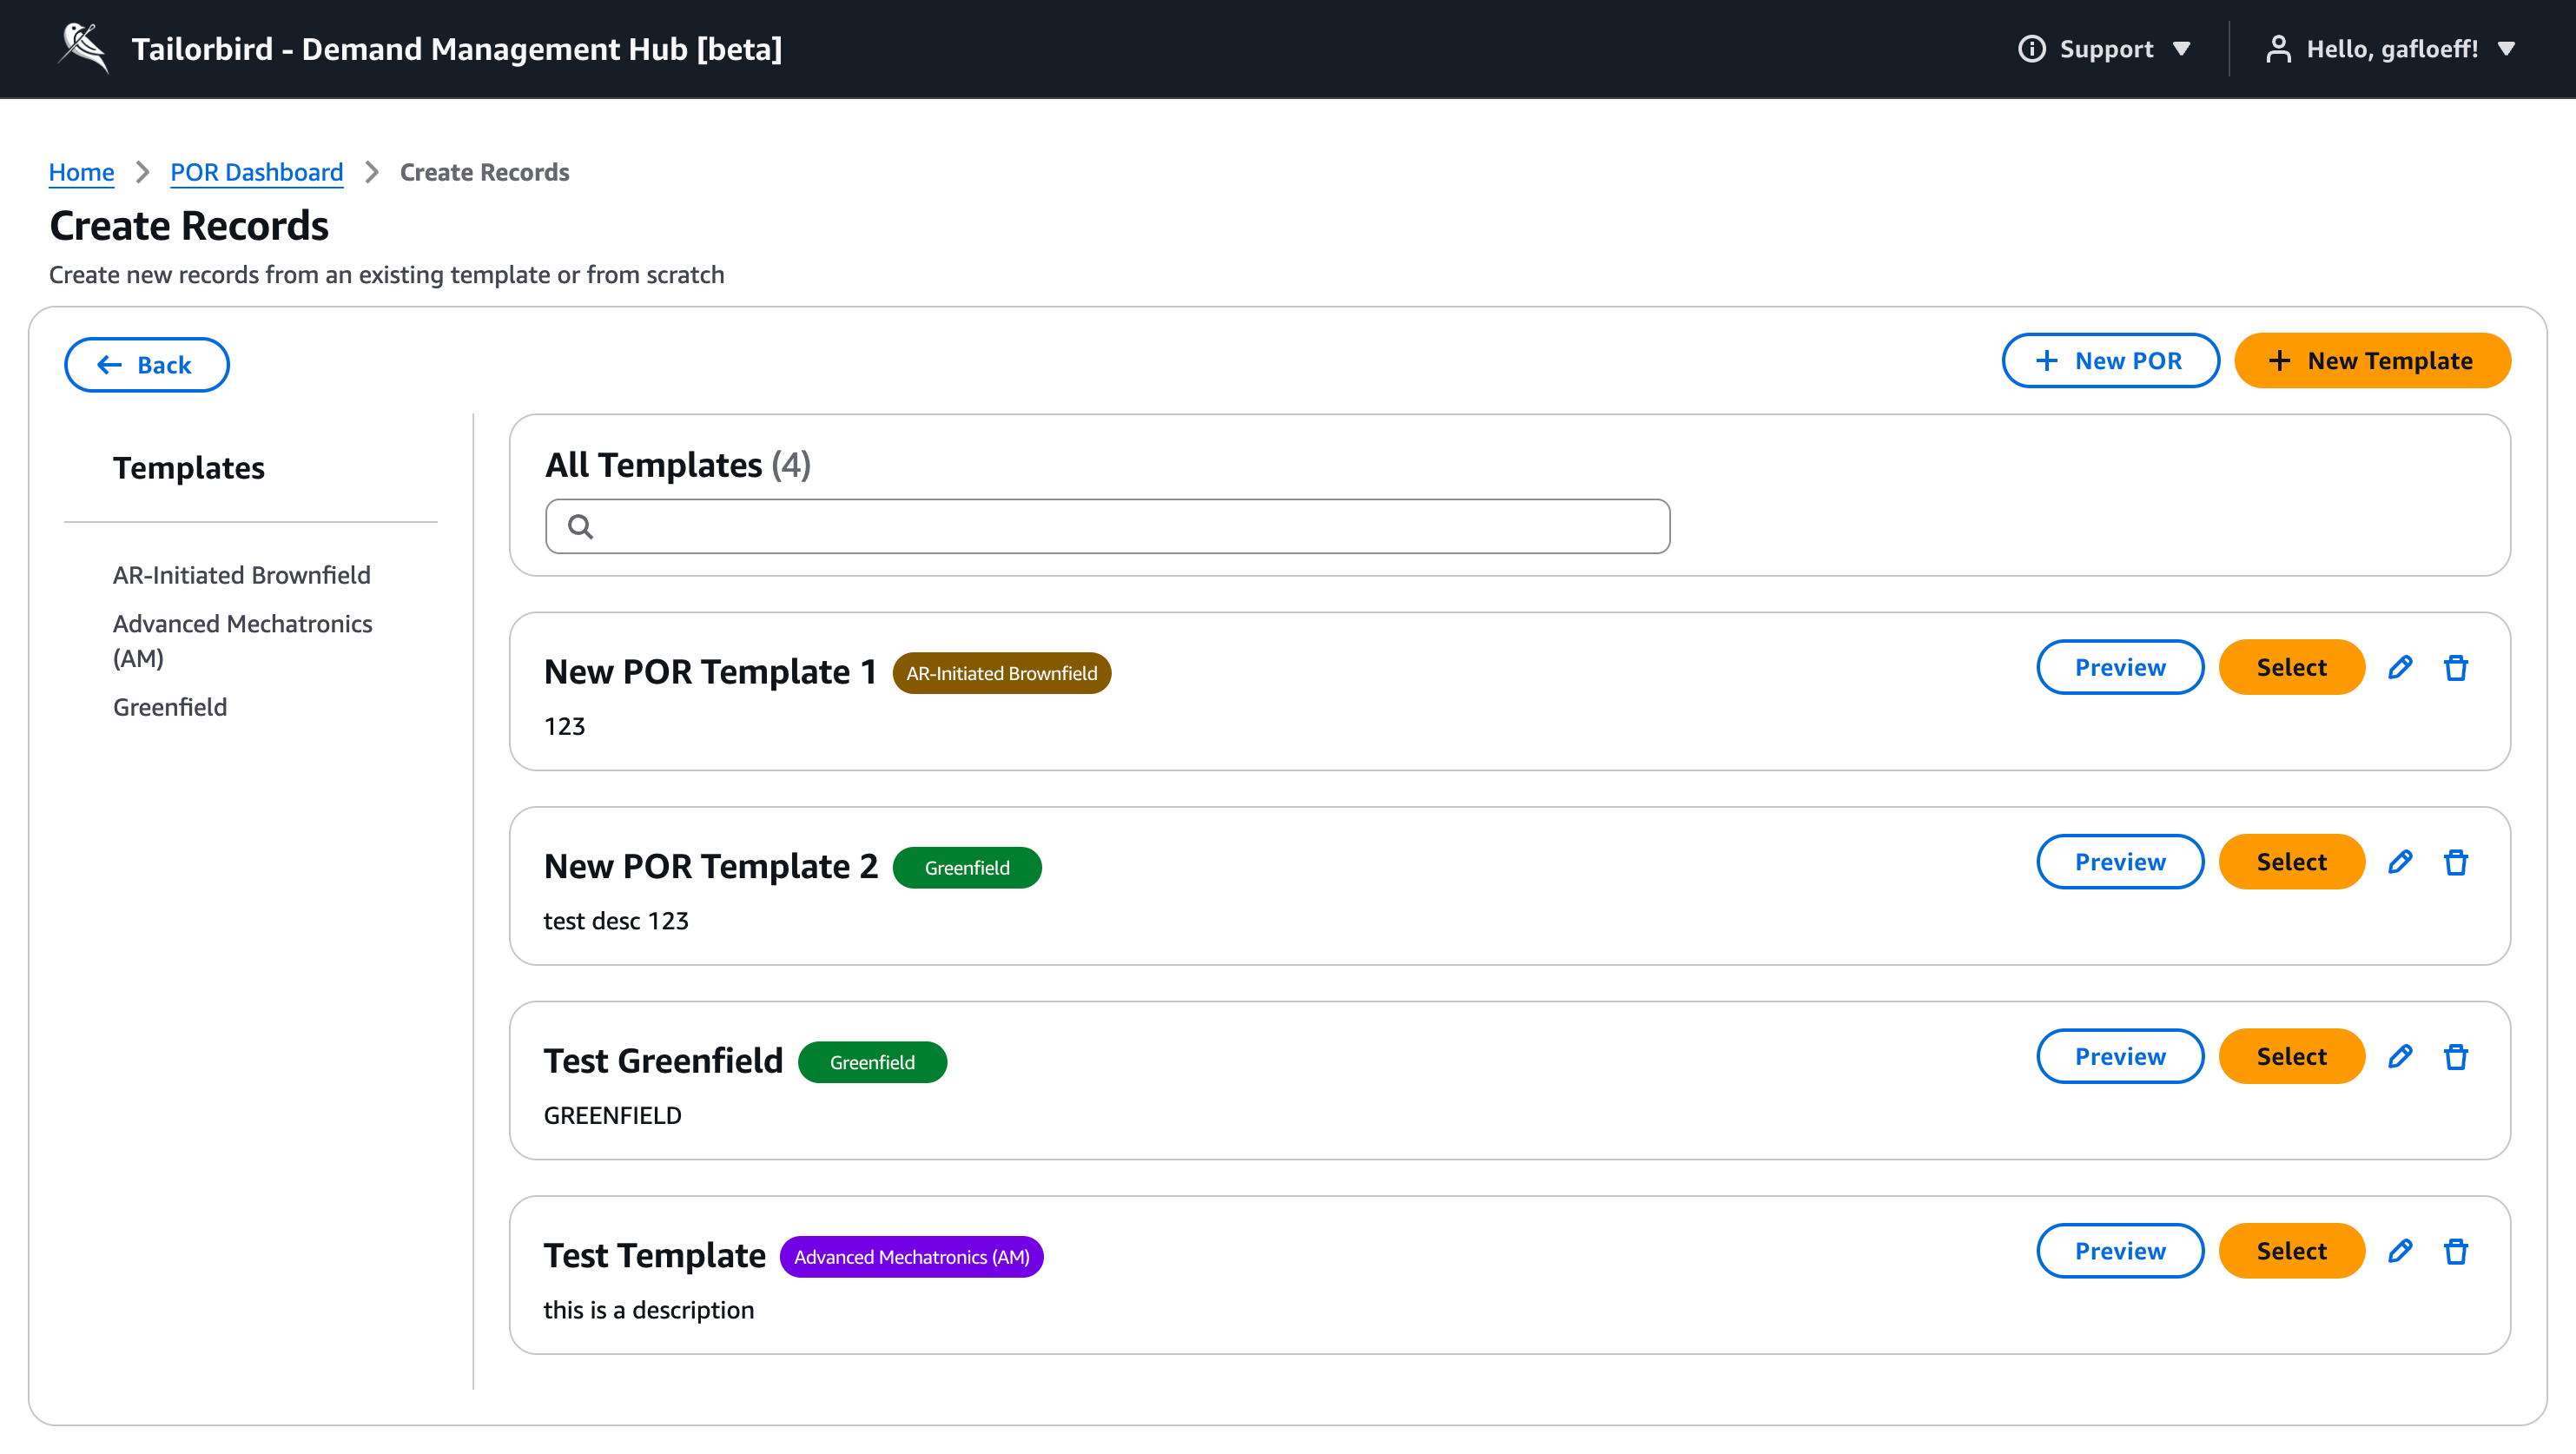 Tailorbird - Demand Management Hub [beta]
Support
Hello, gafloeff!
Home
POR Dashboard
Create Records
Create Records
Create new records from an existing template or from scratch
Back
New POR
New Template
Templates
AR-Initiated Brownfield
Advanced Mechatronics
(AM)
Greenfield
All Templates (4)
New POR Template 1
AR-Initiated Brownfield
Preview
Select
123
New POR Template 2
Greenfield
Preview
Select
test desc 123
Test Greenfield
Greenfield
Preview
Select
GREENFIELD
Test Template
Advanced Mechatronics (AM)
Preview
Select
this is a description